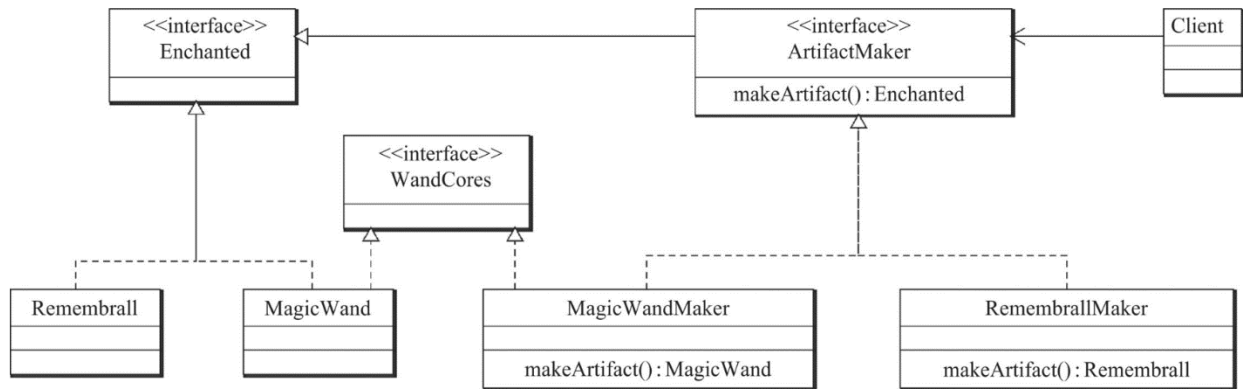 <<interface>>
Enchanted
<<interface>>
ArtifactMaker
makeArtifact() : Enchanted
Client
<<interface>>
WandCores
Remembrall
MagicWand
MagicWandMaker
makeArtifact() : MagicWand
RemembrallMaker
makeArtifact() : Remembrall